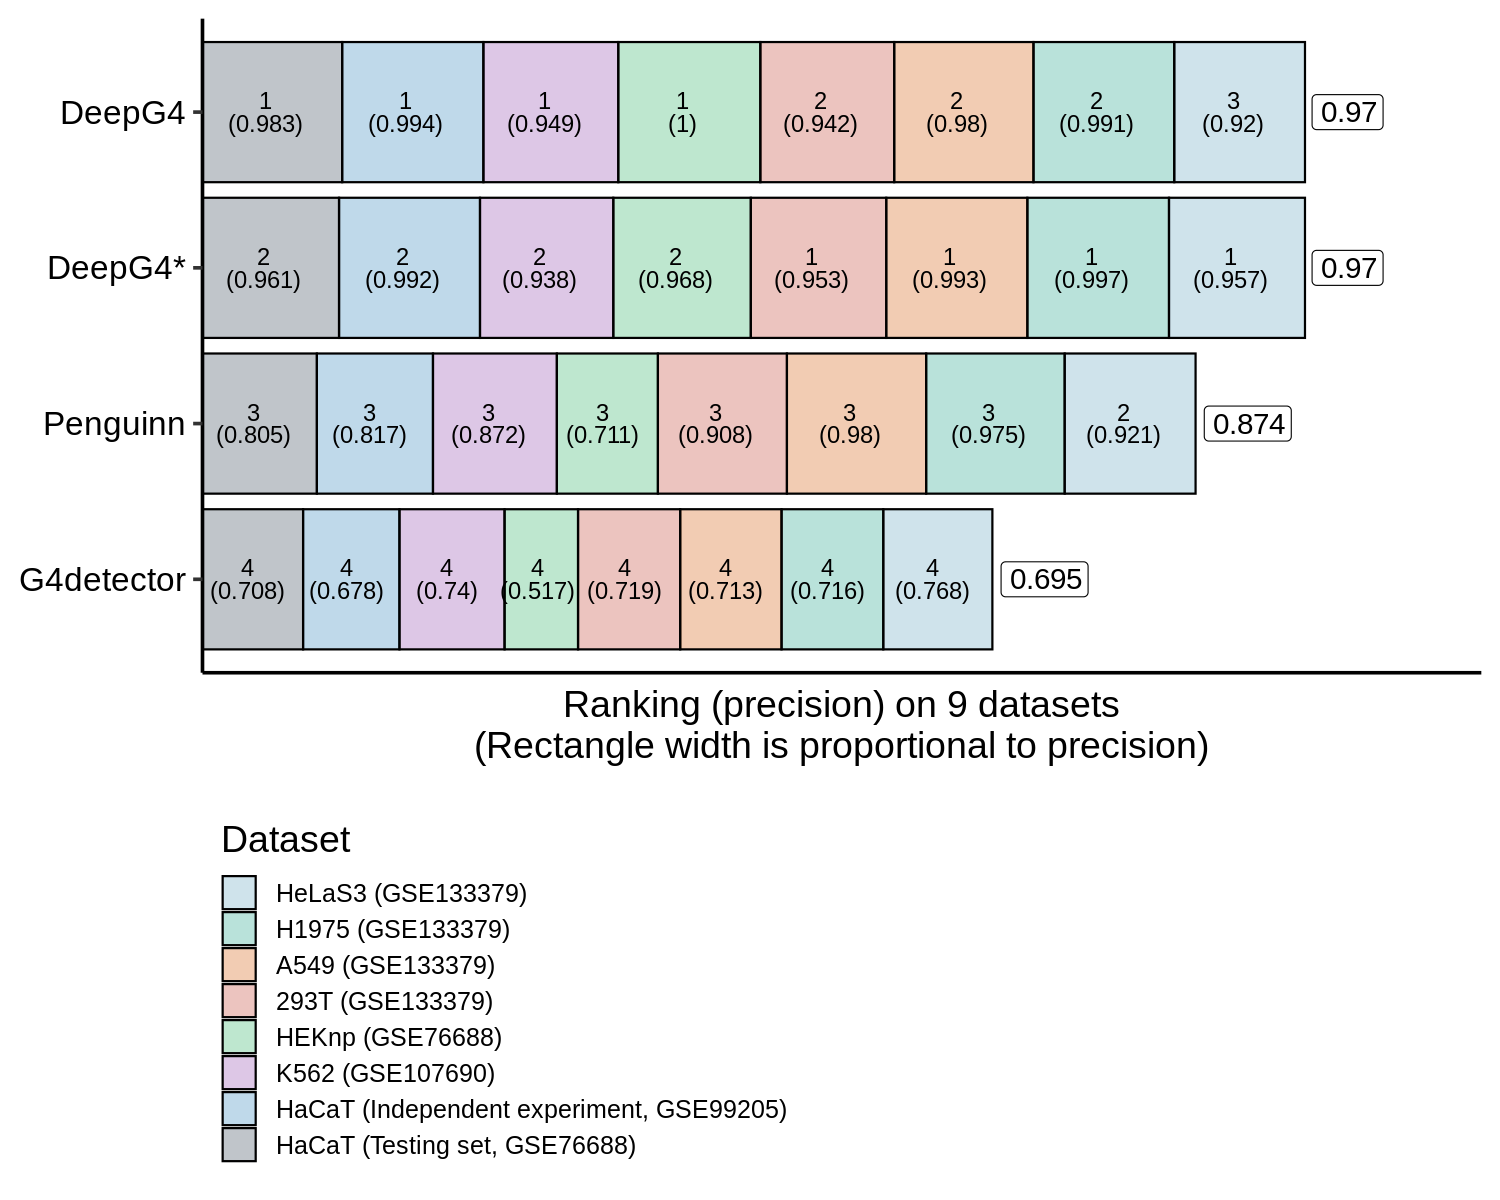 DeepG4
1 1 1 1 2 2 2 3
(0.983) (0.994) (0.949) (1) (0.942) (0.98) (0.991) (0.92)
0.97
DeepG4*
2 2 2 2 1 1 1 1
(0.961) (0.992) (0.938) (0.968) (0.953) (0.993) (0.997) (0.957)
0.97
Penguinn
3 3 3 3 3 3 3 2
(0.805) (0.817) (0.872) (0.711) (0.908) (0.98) (0.975) (0.921)
0.874
G4detector
4 4 4 4 4 4 4 4
(0.708) (0.678) (0.74) (0.517) (0.719) (0.713) (0.716) (0.768)
0.695
Ranking (precision) on 9 datasets
(Rectangle width is proportional to precision)
Dataset
HeLaS3 (GSE133379)
H1975 (GSE133379)
A549 (GSE133379)
293T (GSE133379)
HEKnp (GSE76688)
K562 (GSE107690)
HaCaT (Independent experiment, GSE99205)
HaCaT (Testing set, GSE76688)